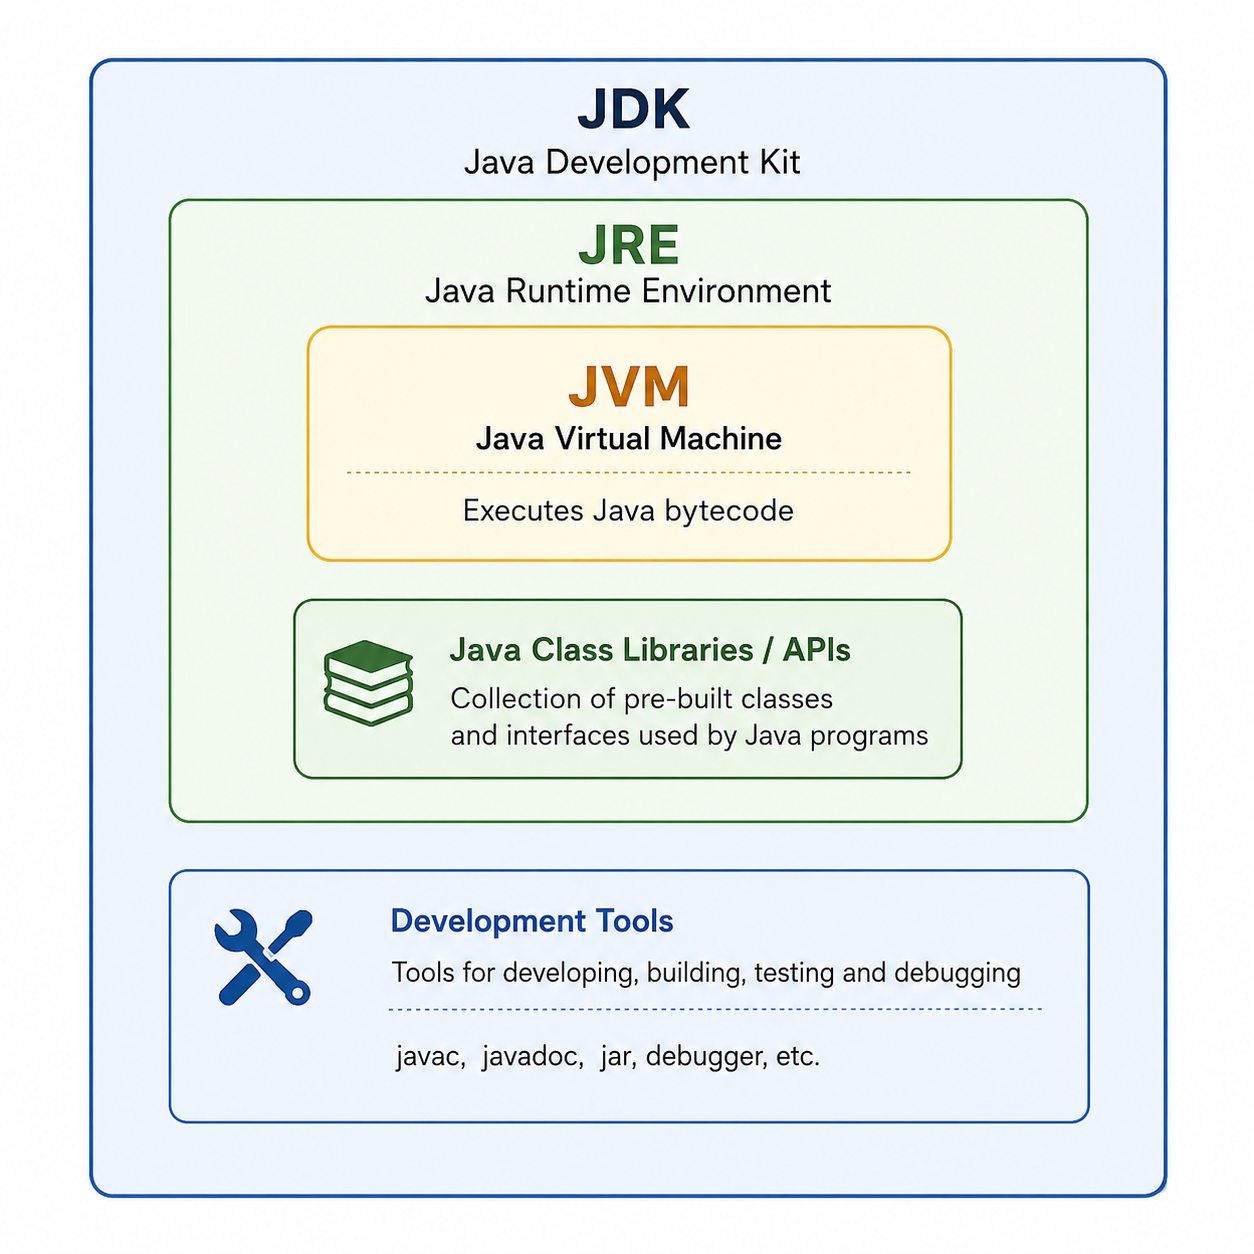 JDK
Java Development Kit
JRE
Java Runtime Environment
JVM
Java Virtual Machine
Executes Java bytecode
Java Class Libraries / APIs
Collection of pre-built classes
and interfaces used by Java programs
Development Tools
Tools for developing, building, testing and debugging
javac, javadoc, jar, debugger, etc.